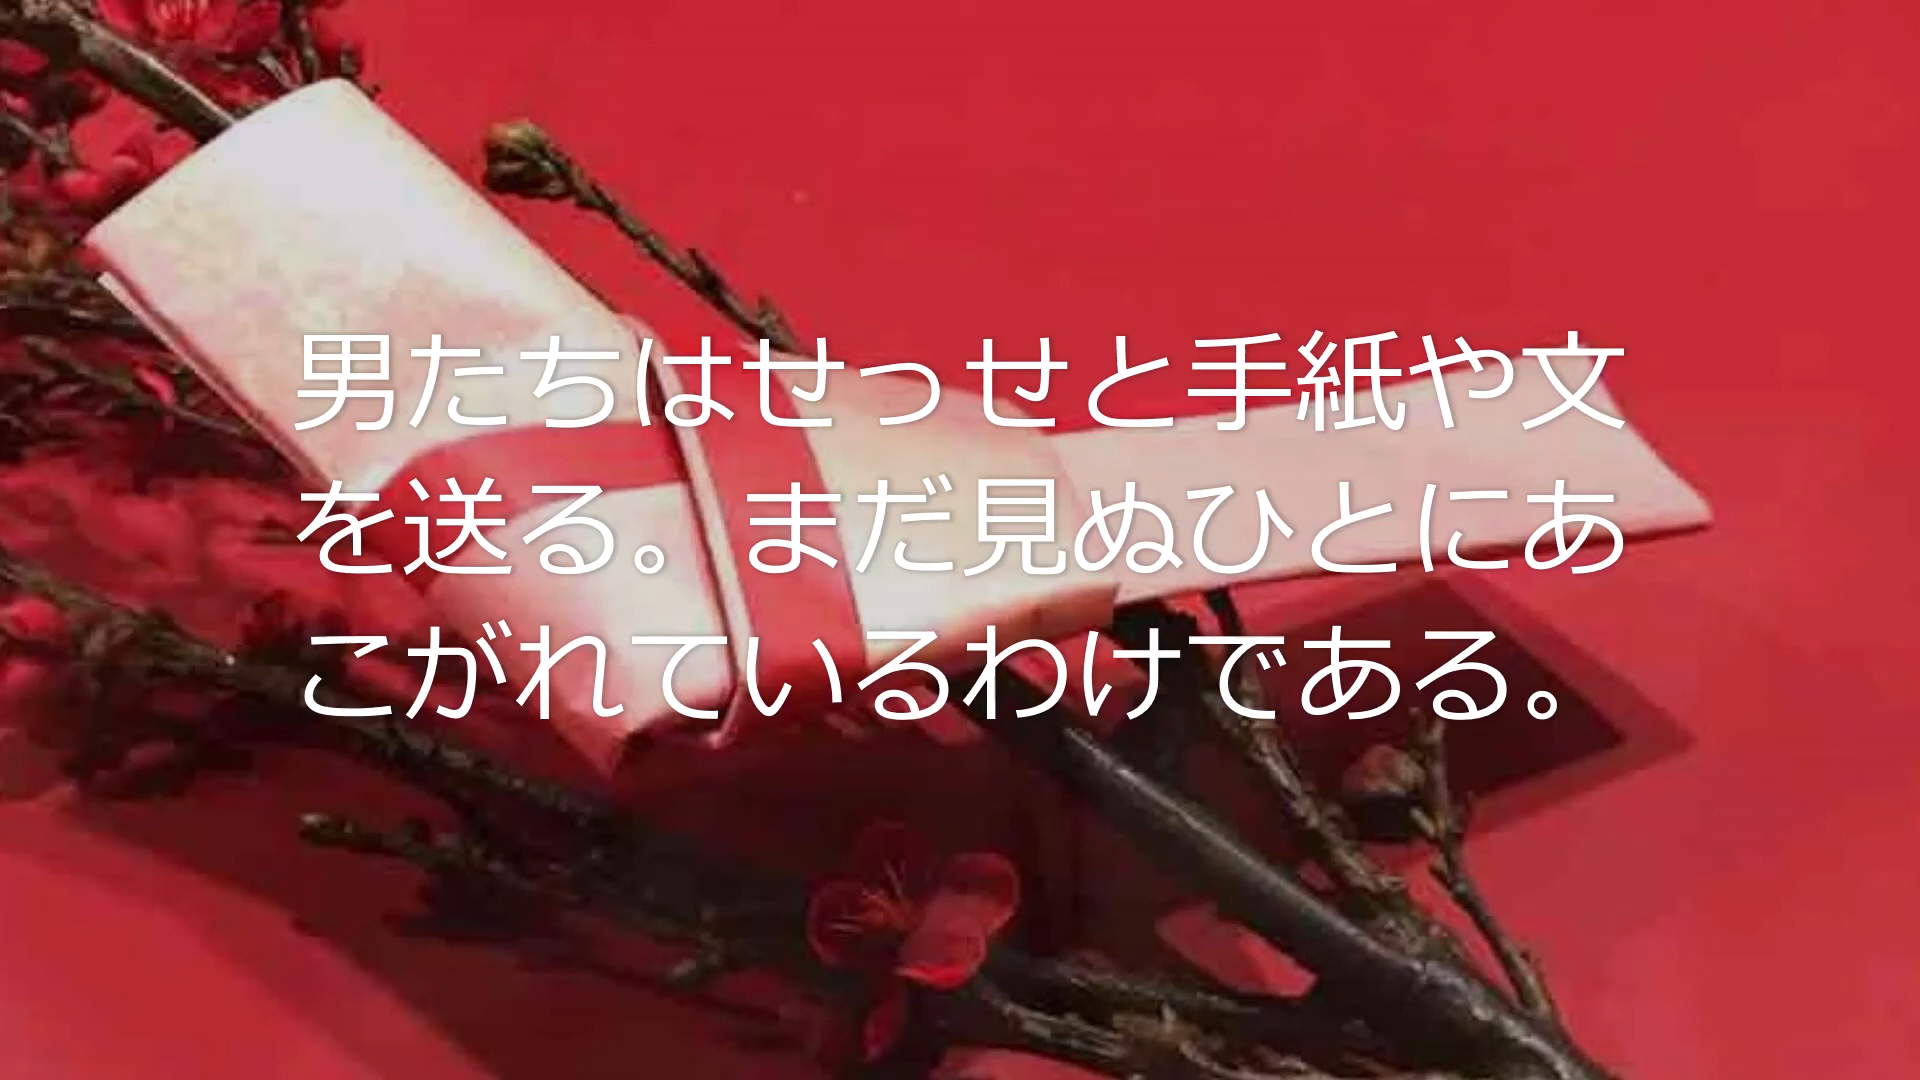 男たちはせっせと手紙や文
を送る。まだ見ぬひとにあ
こがれているわけである。